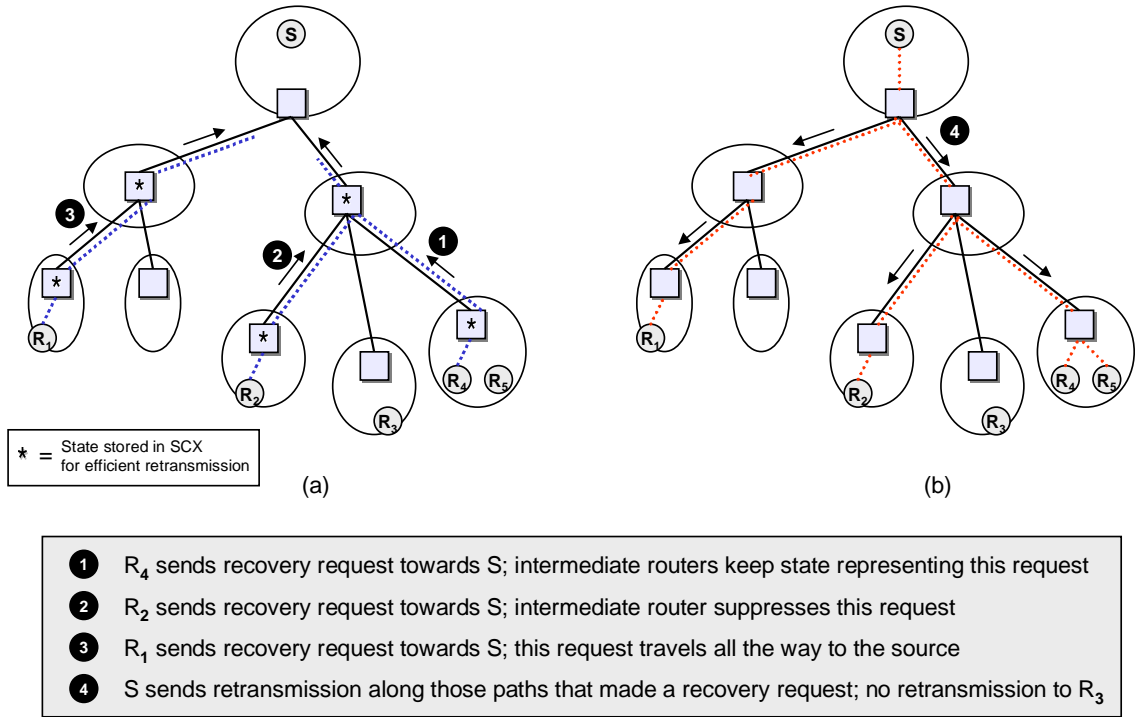 S
*
*
3
2
1
*
*
*
R1
R2
R3
R4
R5
* = State stored in SCX
for efficient retransmission
(a)
S
4
R1
R2
R3
R4
R5
(b)
1 R4 sends recovery request towards S; intermediate routers keep state representing this request
2 R2 sends recovery request towards S; intermediate router suppresses this request
3 R1 sends recovery request towards S; this request travels all the way to the source
4 S sends retransmission along those paths that made a recovery request; no retransmission to R3